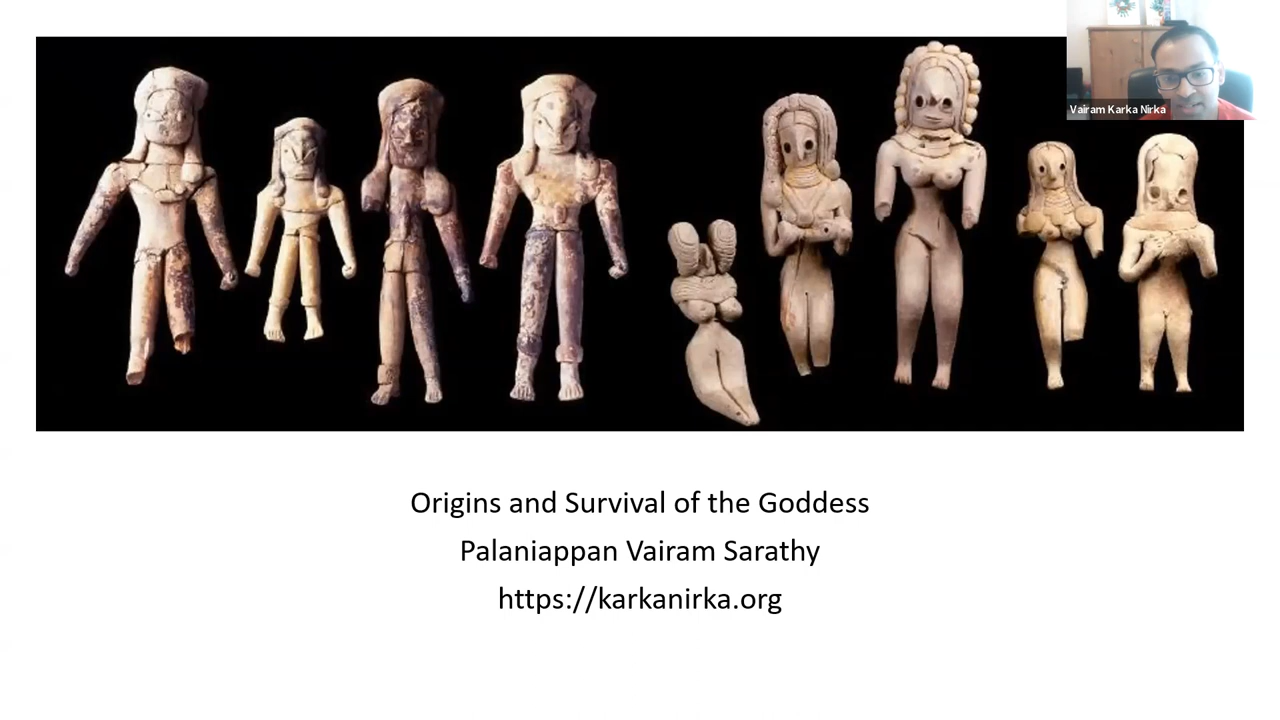 Vairam Karka Nirka
Origins and Survival of the Goddess
Palaniappan Vairam Sarathy
https://karkanirka.org